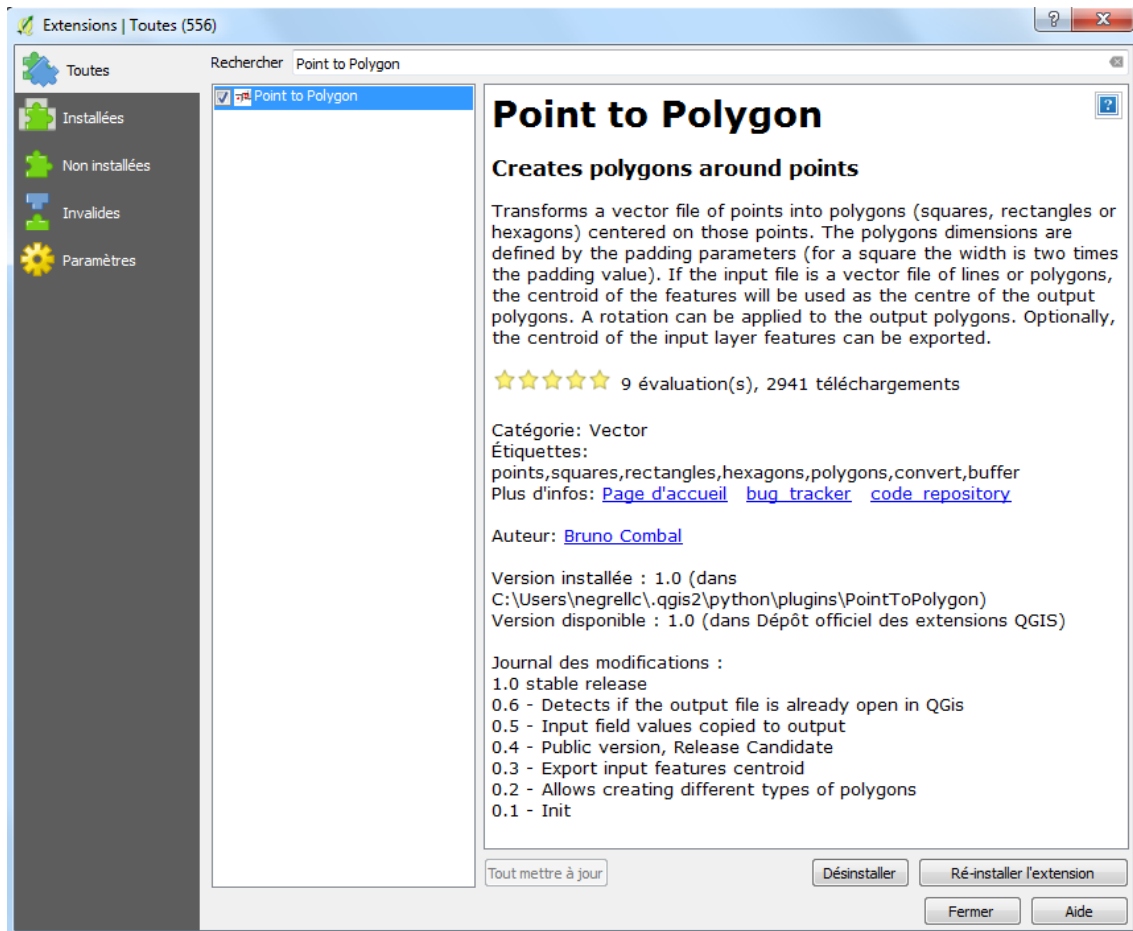 Extensions | Toutes (556)
Toutes
Installées
Non installées
Invalides
Paramètres
Rechercher Point to Polygon
Point to Polygon
Point to Polygon
Creates polygons around points
Transforms a vector file of points into polygons (squares, rectangles or
hexagons) centered on those points. The polygons dimensions are
defined by the padding parameters (for a square the width is two times
the padding value). If the input file is a vector file of lines or polygons,
the centroid of the features will be used as the centre of the output
polygons. A rotation can be applied to the output polygons. Optionally,
the centroid of the input layer features can be exported.
9 évaluation(s), 2941 téléchargements
Catégorie: Vector
Étiquettes:
points,squares,rectangles,hexagons,polygons,convert,buffer
Plus d'infos: Page d'accueil bug tracker code repository
Auteur: Bruno Combal
Version installée : 1.0 (dans
C:\Users\negrellc\.qgis2\python\plugins\PointToPolygon)
Version disponible : 1.0 (dans Dépôt officiel des extensions QGIS)
Journal des modifications :
1.0 stable release
0.6 - Detects if the output file is already open in QGis
0.5 - Input field values copied to output
0.4 - Public version, Release Candidate
0.3 - Export input features centroid
0.2 - Allows creating different types of polygons
0.1 - Init
Tout mettre à jour
Désinstaller
Ré-installer l'extension
Fermer
Aide